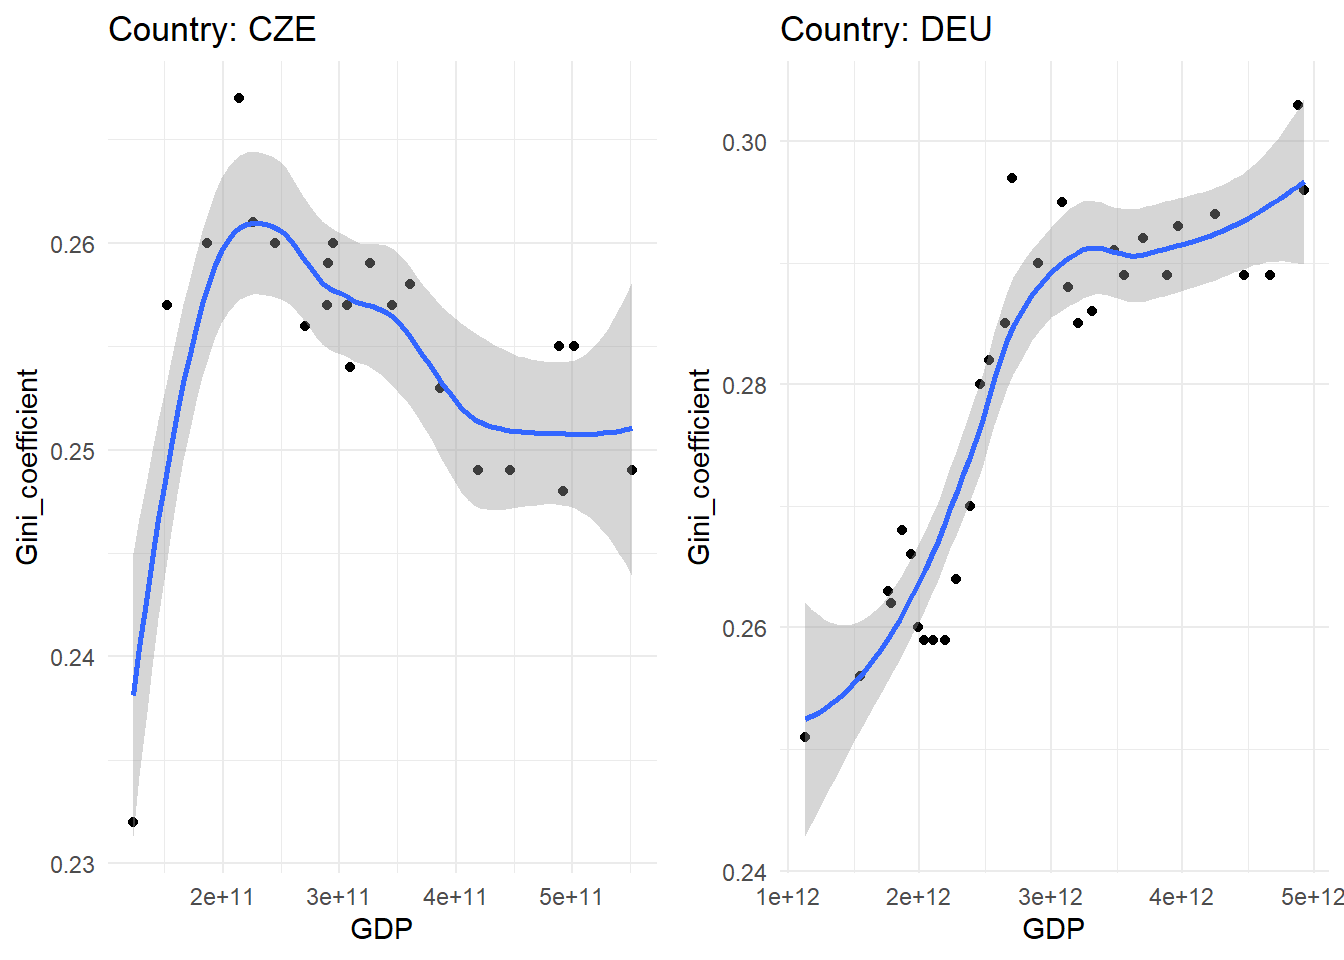 Country: CZE
Gini_coefficient
0.26
0.25
0.24
0.23
2e+11 3e+11 4e+11 5e+11
GDP
Country: DEU
Gini_coefficient
0.30
0.28
0.26
0.24
1e+12 2e+12 3e+12 4e+12 5e+12
GDP